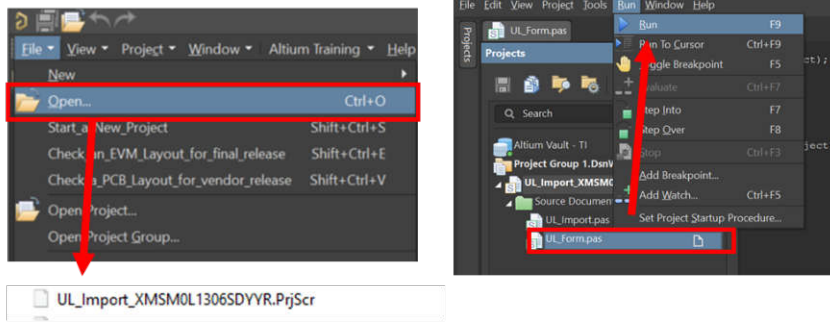 File View Project Window Altium Training Help
New
Open... Ctrl+O
Start_a_New_Project Shift+Ctrl+S
Check_an_EVM_Layout_for_final_release Shift+Ctrl+E
Check_a_PCB_Layout_for_vendor_release Shift+Ctrl+V
Open Project...
Open Project Group...
UL_Import_XMSM0L1306SDYYR.PrjScr
File Edit View Project Tools Run Window Help
UL_Form.pas
Projects
Projects
Search
Altium Vault - TI
Project Group 1.DsnW
UL_Import_XMSM0
Source Documen
UL_Import.pas
UL_Form.pas
Run F9
Run To Cursor Ctrl+F9
Toggle Breakpoint F5
Evaluate Ctrl+F7
Step Into F7
Step Over F8
Stop Ctrl+F3
Add Breakpoint...
Add Watch... Ctrl+F5
Set Project Startup Procedure...
ct);
ject